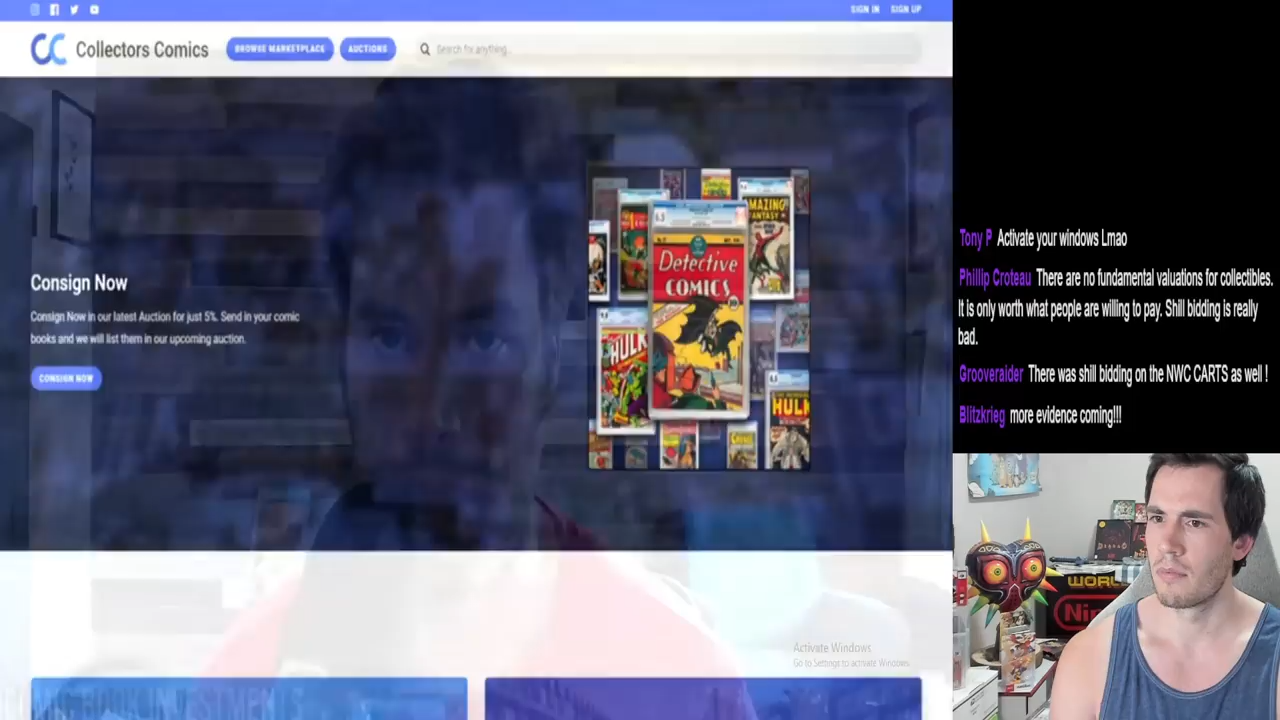 SIGN IN SIGN UP
CC Collectors Comics BROWSE MARKETPLACE AUCTIONS Search for anything...
Consign Now
Consign Now in our latest Auction for just 5%. Send in your comic
books and we will list them in our upcoming auction.
CONSIGN NOW
AMAZING
FANTASY
Detective
COMICS
HULK
HULK
Activate Windows
Go to Settings to activate Windows.
Tony P Activate your windows Lmao
Phillip Croteau There are no fundamental valuations for collectibles.
It is only worth what people are willing to pay. Shill bidding is really
bad.
Grooveraider There was shill bidding on the NWC CARTS as well !
Blitzkrieg more evidence coming!!!
WORL
Nin